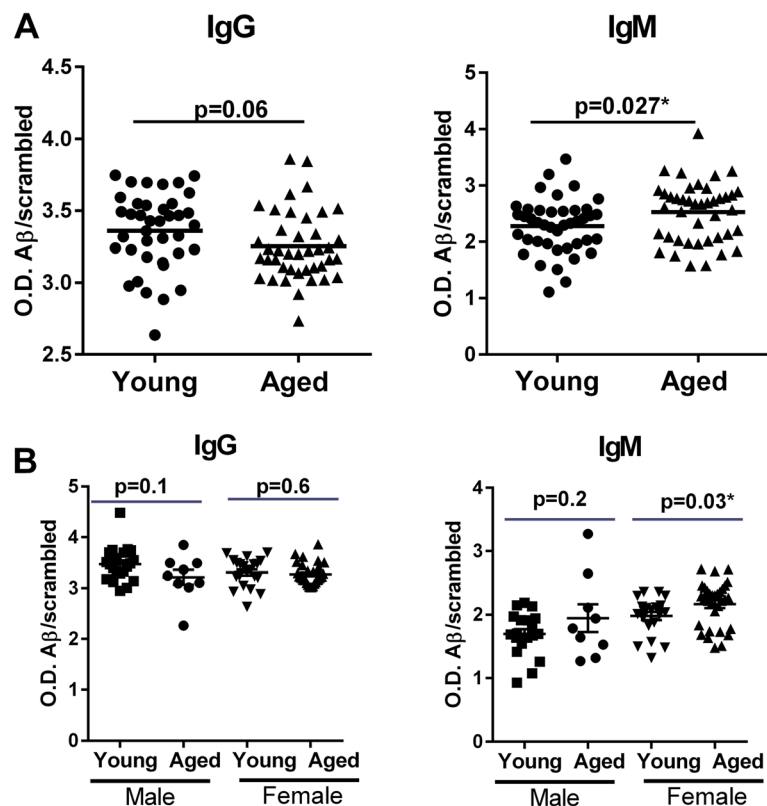 A
IgG
IgM
O.D. Aβ/scrambled
4.5
4.0
3.5
3.0
2.5
p=0.06
Young Aged
O.D. Aβ/scrambled
5
4
3
2
1
0
p=0.027*
Young Aged
B
IgG
IgM
O.D. Aβ/scrambled
5
4
3
2
1
0
p=0.1 p=0.6
Young Aged Young Aged
Male Female
O.D. Aβ/scrambled
4
3
2
1
0
p=0.2 p=0.03*
Young Aged Young Aged
Male Female